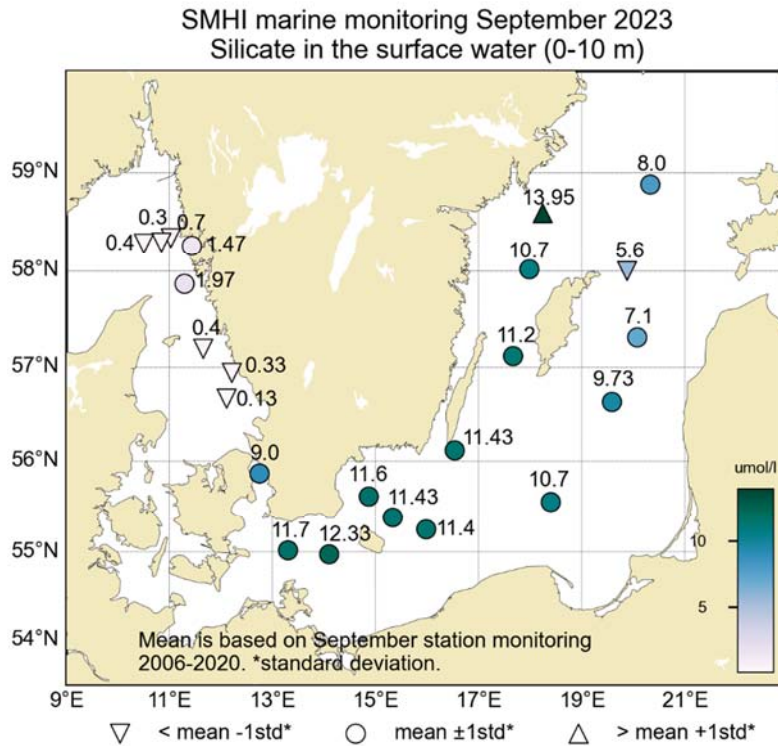 SMHI marine monitoring September 2023
Silicate in the surface water (0-10 m)
59°N
58°N
57°N
56°N
55°N
54°N
8.0
13.95
0.3
0.7
0.4
1.47
10.7
5.6
1.97
7.1
0.4
11.2
0.33
9.73
0.13
11.43
9.0
11.6
11.43
10.7
11.4
11.7
12.33
umol/l
10
5
Mean is based on September station monitoring
2006-2020. *standard deviation.
9°E 11°E 13°E 15°E 17°E 19°E 21°E
< mean -1std* mean ±1std* > mean +1std*